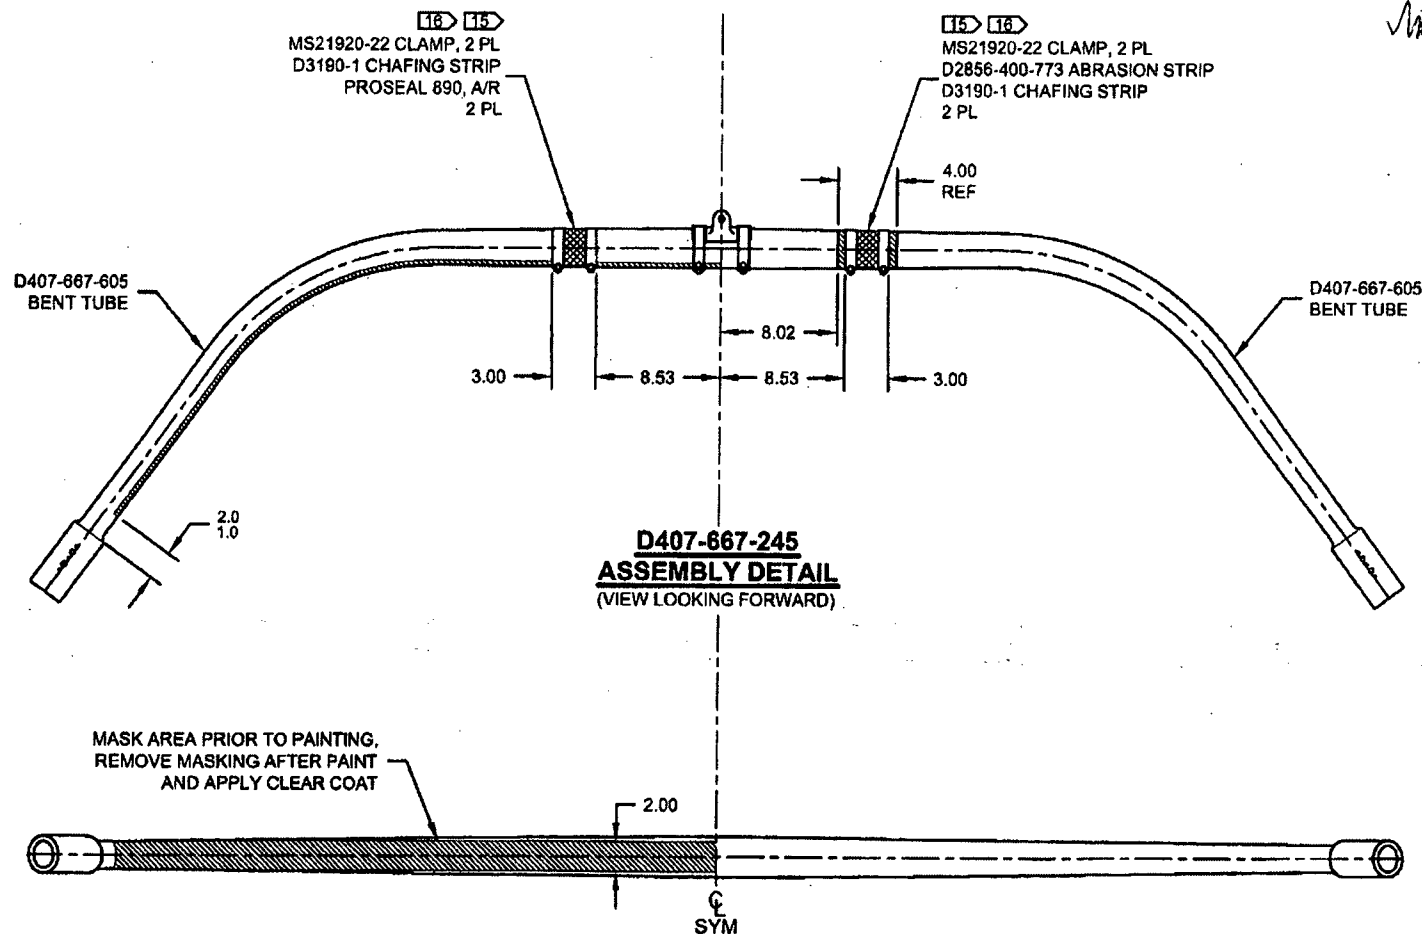 16 15
MS21920-22 CLAMP, 2 PL
D3190-1 CHAFING STRIP
PROSEAL 890, A/R
2 PL
15 16
MS21920-22 CLAMP, 2 PL
D2856-400-773 ABRASION STRIP
D3190-1 CHAFING STRIP
2 PL
4.00
REF
D407-667-605
BENT TUBE
D407-667-605
BENT TUBE
8.02
3.00
8.53
8.53
3.00
2.0
1.0
D407-667-245
ASSEMBLY DETAIL
(VIEW LOOKING FORWARD)
MASK AREA PRIOR TO PAINTING,
REMOVE MASKING AFTER PAINT
AND APPLY CLEAR COAT
2.00
SYM